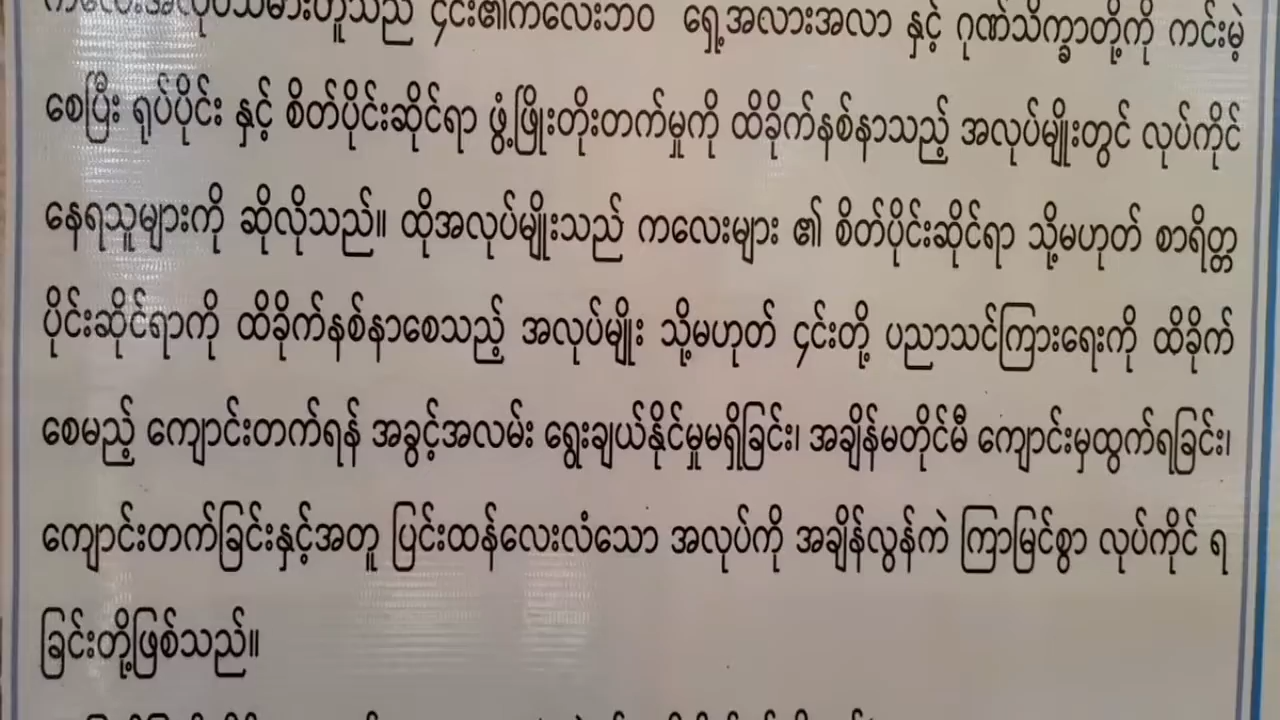 ကလေးအလုပ်သမားဟူသည် ၄င်း၏ကလေးဘဝ ရှေ့အလားအလာ နှင့် ဂုဏ်သိက္ခာတို့ကို ကင်းမဲ့
စေပြီး ရုပ်ပိုင်း နှင့် စိတ်ပိုင်းဆိုင်ရာ ဖွံ့ဖြိုးတိုးတက်မှုကို ထိခိုက်နစ်နာသည့် အလုပ်မျိုးတွင် လုပ်ကိုင်
နေရသူများကို ဆိုလိုသည်။ ထိုအလုပ်မျိုးသည် ကလေးများ ၏ စိတ်ပိုင်းဆိုင်ရာ သို့မဟုတ် စာရိတ္တ
ပိုင်းဆိုင်ရာကို ထိခိုက်နစ်နာစေသည့် အလုပ်မျိုး သို့မဟုတ် ၄င်းတို့ ပညာသင်ကြားရေးကို ထိခိုက်
စေမည့် ကျောင်းတက်ရန် အခွင့်အလမ်း ရွေးချယ်နိုင်မှုမရှိခြင်း၊ အချိန်မတိုင်မီ ကျောင်းမှထွက်ရခြင်း၊
ကျောင်းတက်ခြင်းနှင့်အတူ ပြင်းထန်လေးလံသော အလုပ်ကို အချိန်လွန်ကဲ ကြာမြင်စွာ လုပ်ကိုင် ရ
ခြင်းတို့ဖြစ်သည်။